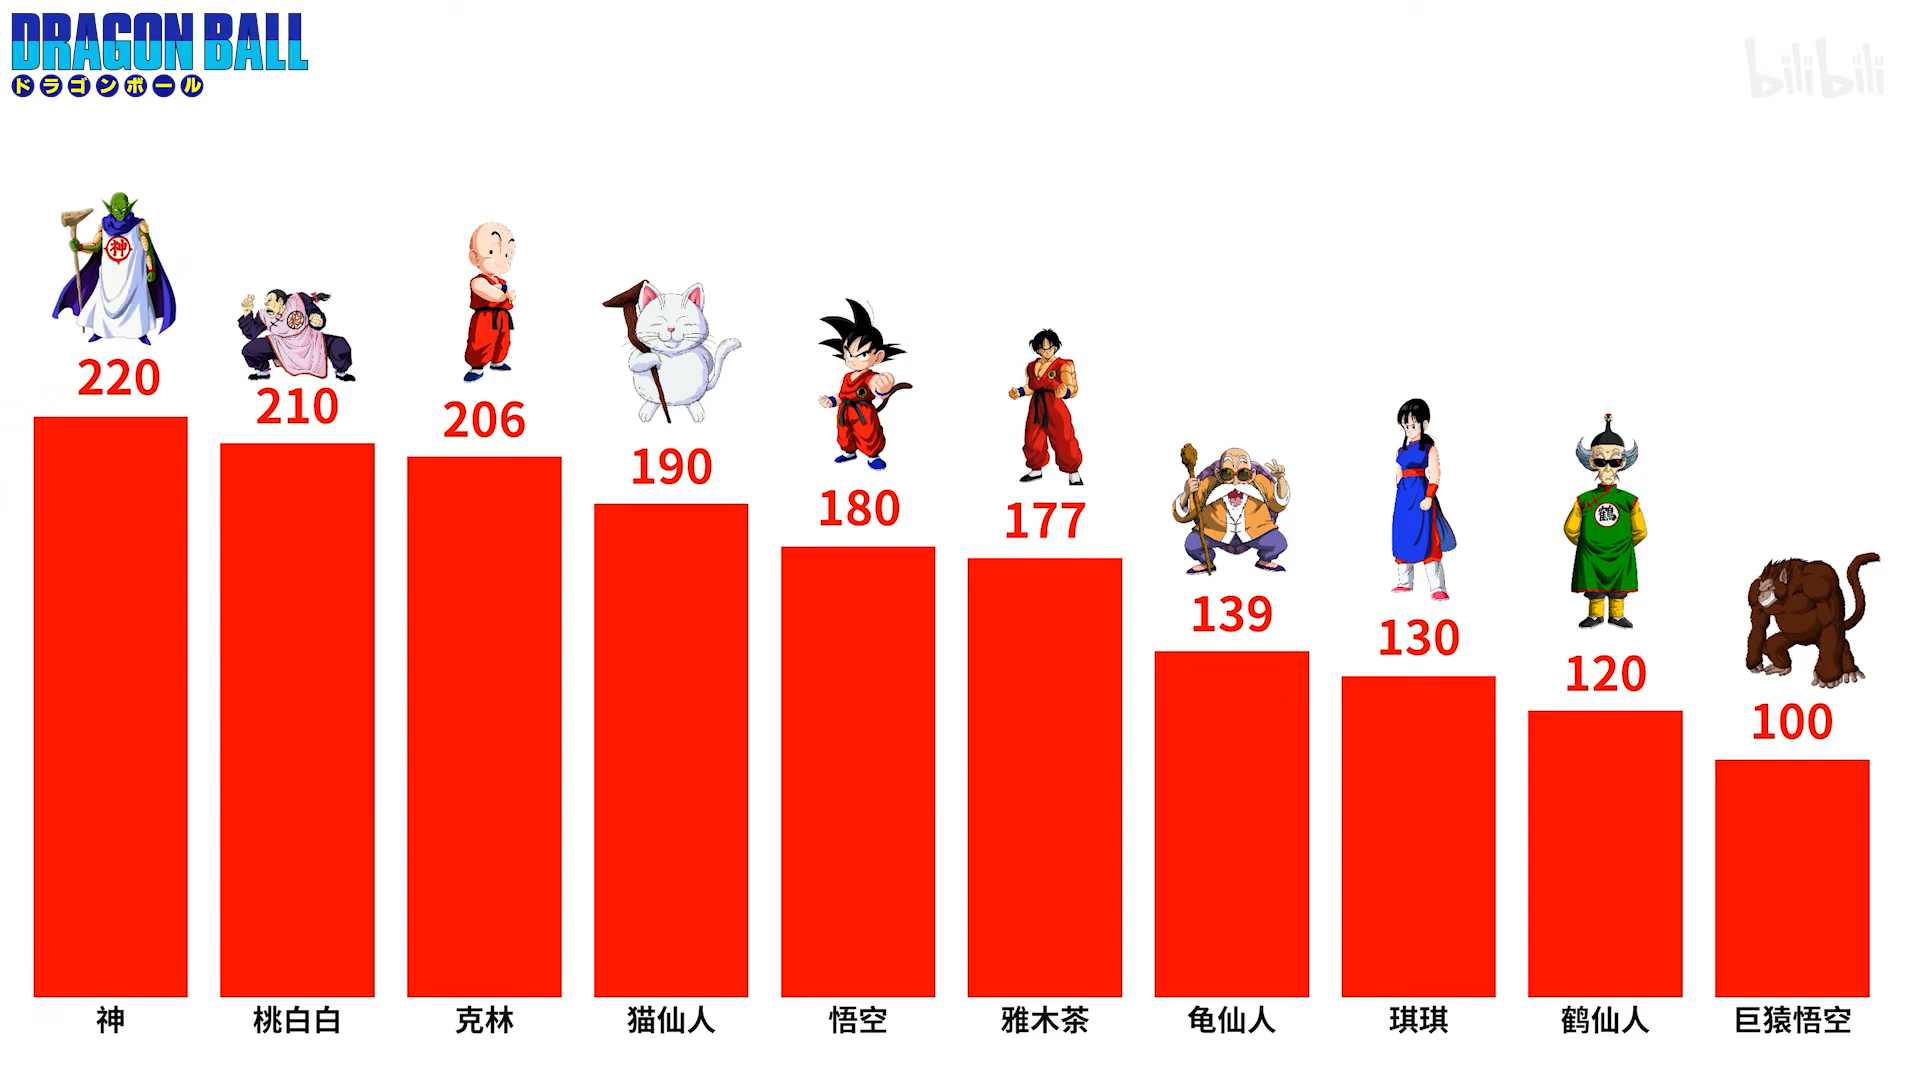 DRAGON BALL
ドラゴンボール
bilibili
神
220
210
206
190
180
177
139
130
鶴
120
100
神
桃白白
克林
猫仙人
悟空
雅木茶
龟仙人
琪琪
鹤仙人
巨猿悟空